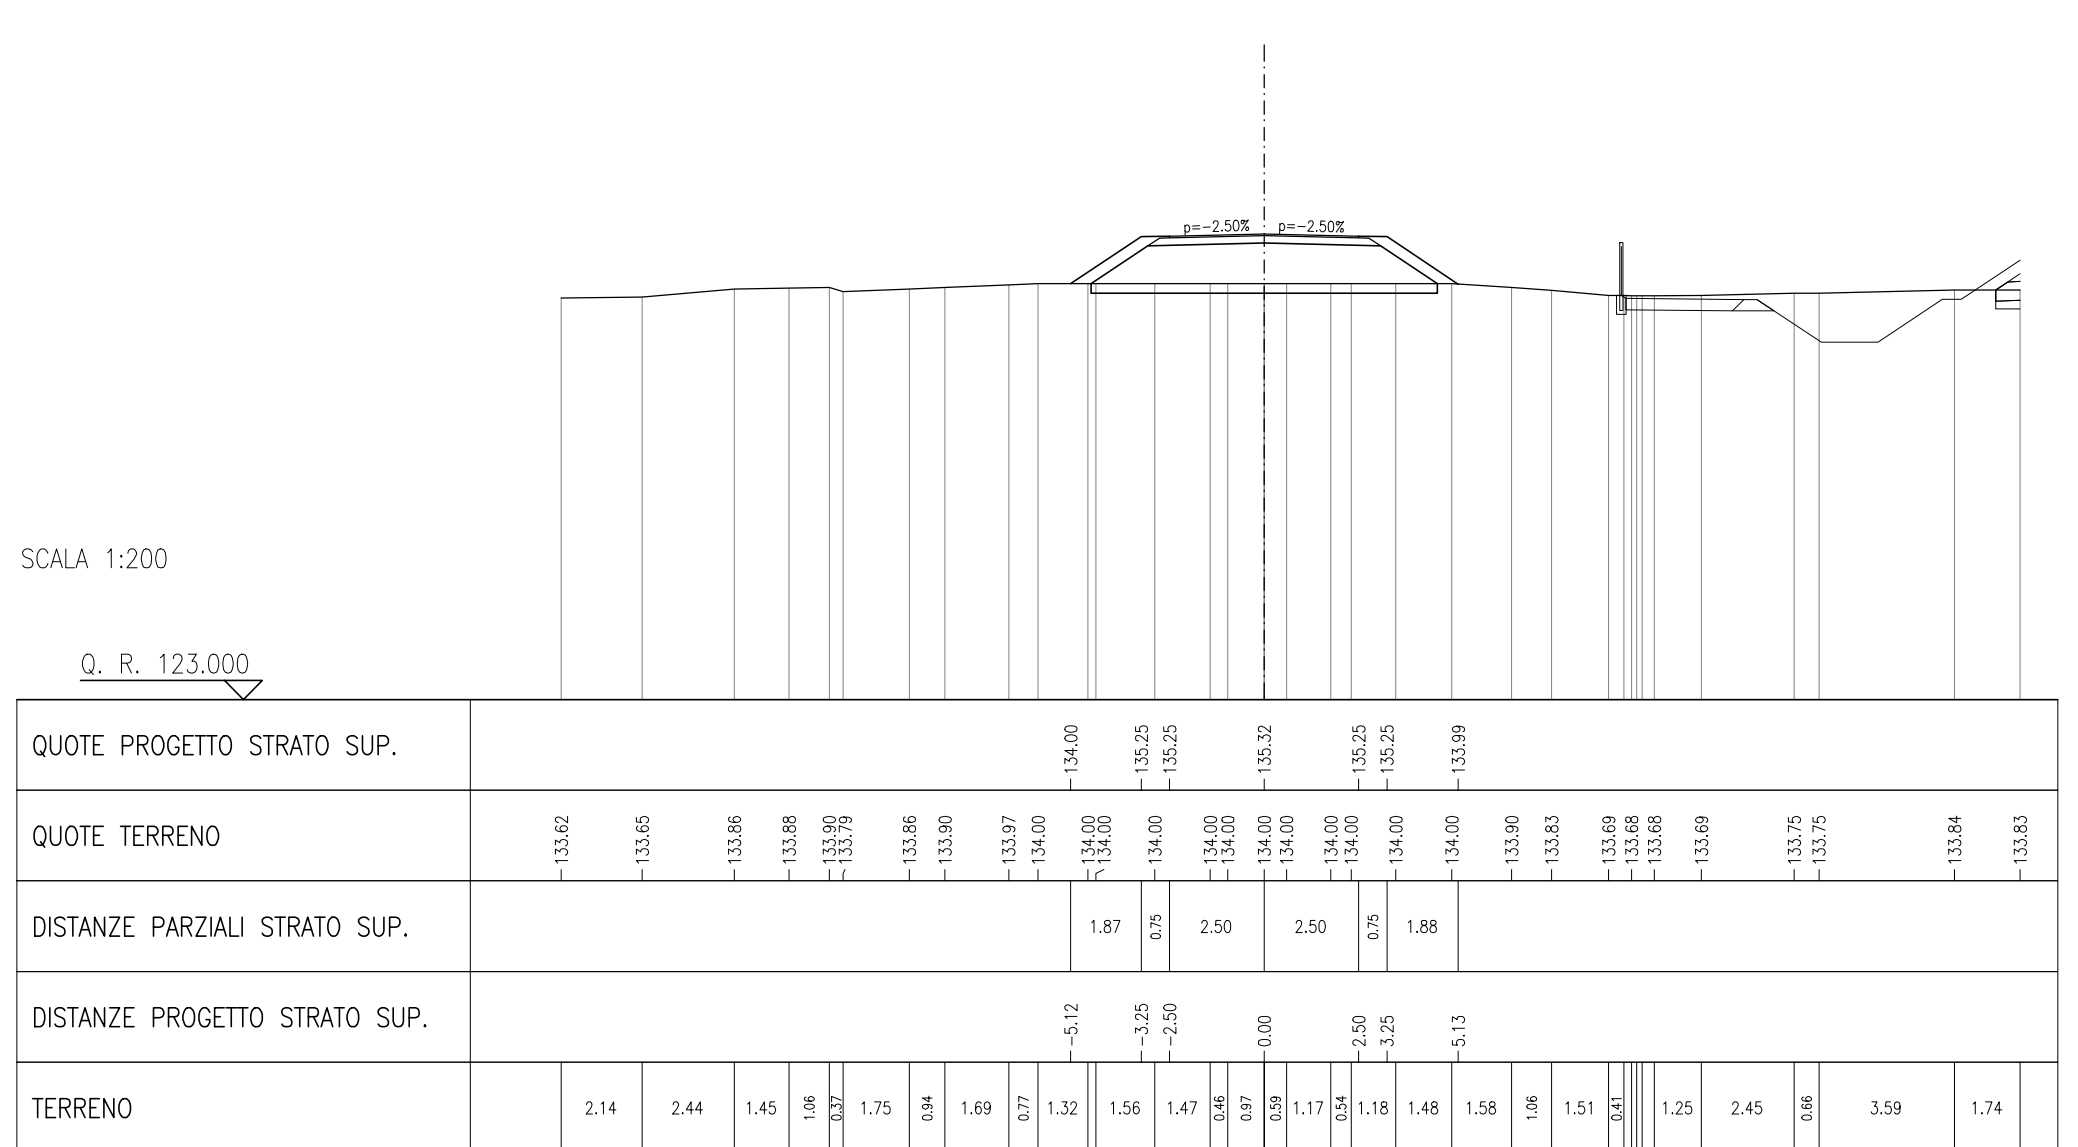 p=-2.50% p=-2.50%
SCALA 1:200
Q. R. 123.000
QUOTE PROGETTO STRATO SUP. 134.00 135.25 135.25 135.32 135.25 135.25 133.99
QUOTE TERRENO 133.62 133.65 133.86 133.88 133.90 133.79 133.86 133.90 133.97 134.00 134.00 134.00 134.00 134.00 134.00 134.00 134.00 134.00 134.00 134.00 134.00 133.90 133.83 133.69 133.68 133.68 133.69 133.75 133.75 133.84 133.83
DISTANZE PARZIALI STRATO SUP. 1.87 0.75 2.50 2.50 0.75 1.88
DISTANZE PROGETTO STRATO SUP. -5.12 -3.25 -2.50 0.00 2.50 3.25 5.13
TERRENO 2.14 2.44 1.45 1.06 0.37 1.75 0.94 1.69 0.77 1.32 1.56 1.47 0.46 0.97 0.59 1.17 0.54 1.18 1.48 1.58 1.06 1.51 0.41 1.25 2.45 0.66 3.59 1.74